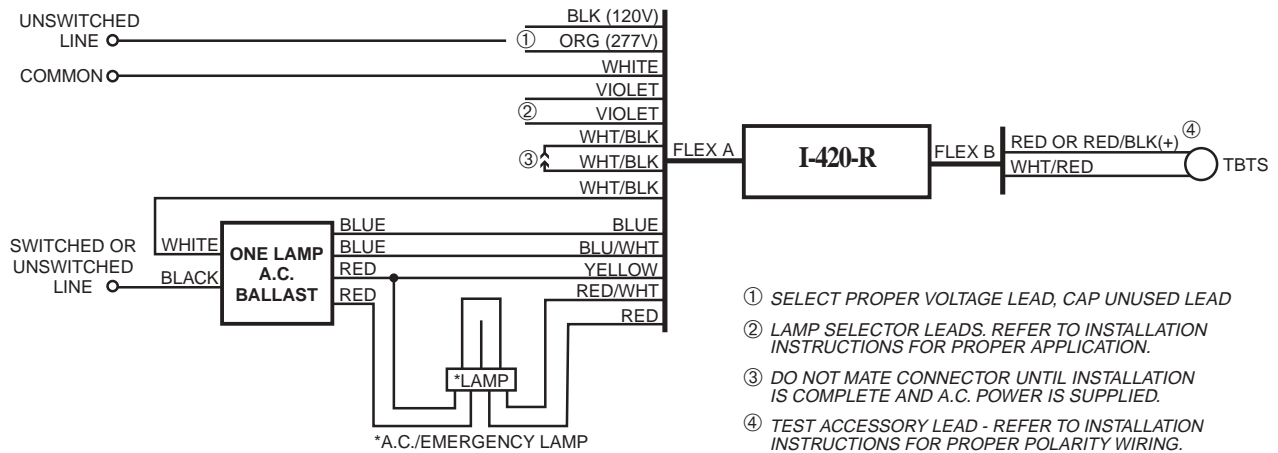 UNSWITCHED
LINE
COMMON
BLK (120V)
① ORG (277V)
WHITE
VIOLET
② VIOLET
WHT/BLK
③ WHT/BLK
WHT/BLK
FLEX A
I-420-R
FLEX B
RED OR RED/BLK(+) ④
WHT/RED
TBTS
SWITCHED OR
UNSWITCHED
LINE
WHITE
BLACK
ONE LAMP
A.C.
BALLAST
BLUE
BLUE
RED
RED
BLUE
BLU/WHT
YELLOW
RED/WHT
RED
*LAMP
*A.C./EMERGENCY LAMP
① SELECT PROPER VOLTAGE LEAD, CAP UNUSED LEAD
② LAMP SELECTOR LEADS. REFER TO INSTALLATION
INSTRUCTIONS FOR PROPER APPLICATION.
③ DO NOT MATE CONNECTOR UNTIL INSTALLATION
IS COMPLETE AND A.C. POWER IS SUPPLIED.
④ TEST ACCESSORY LEAD - REFER TO INSTALLATION
INSTRUCTIONS FOR PROPER POLARITY WIRING.